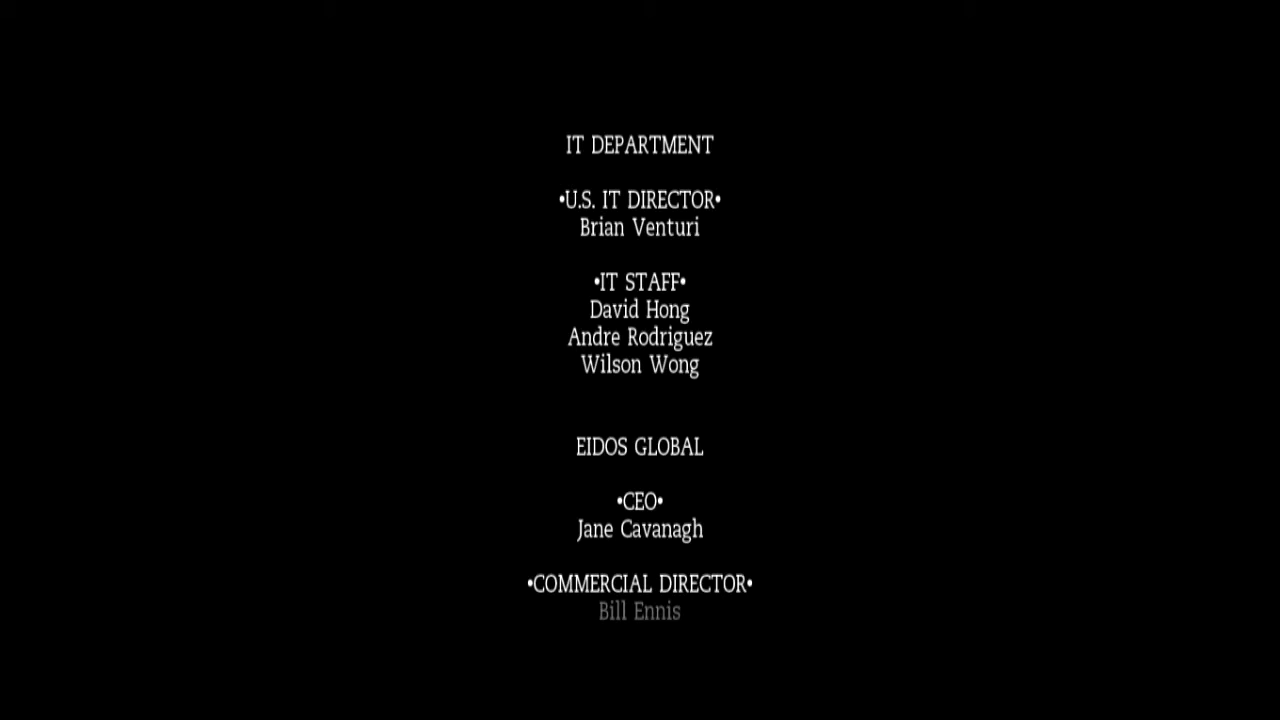 IT DEPARTMENT
•U.S. IT DIRECTOR•
Brian Venturi
•IT STAFF•
David Hong
Andre Rodriguez
Wilson Wong
EIDOS GLOBAL
•CEO•
Jane Cavanagh
•COMMERCIAL DIRECTOR•
Bill Ennis